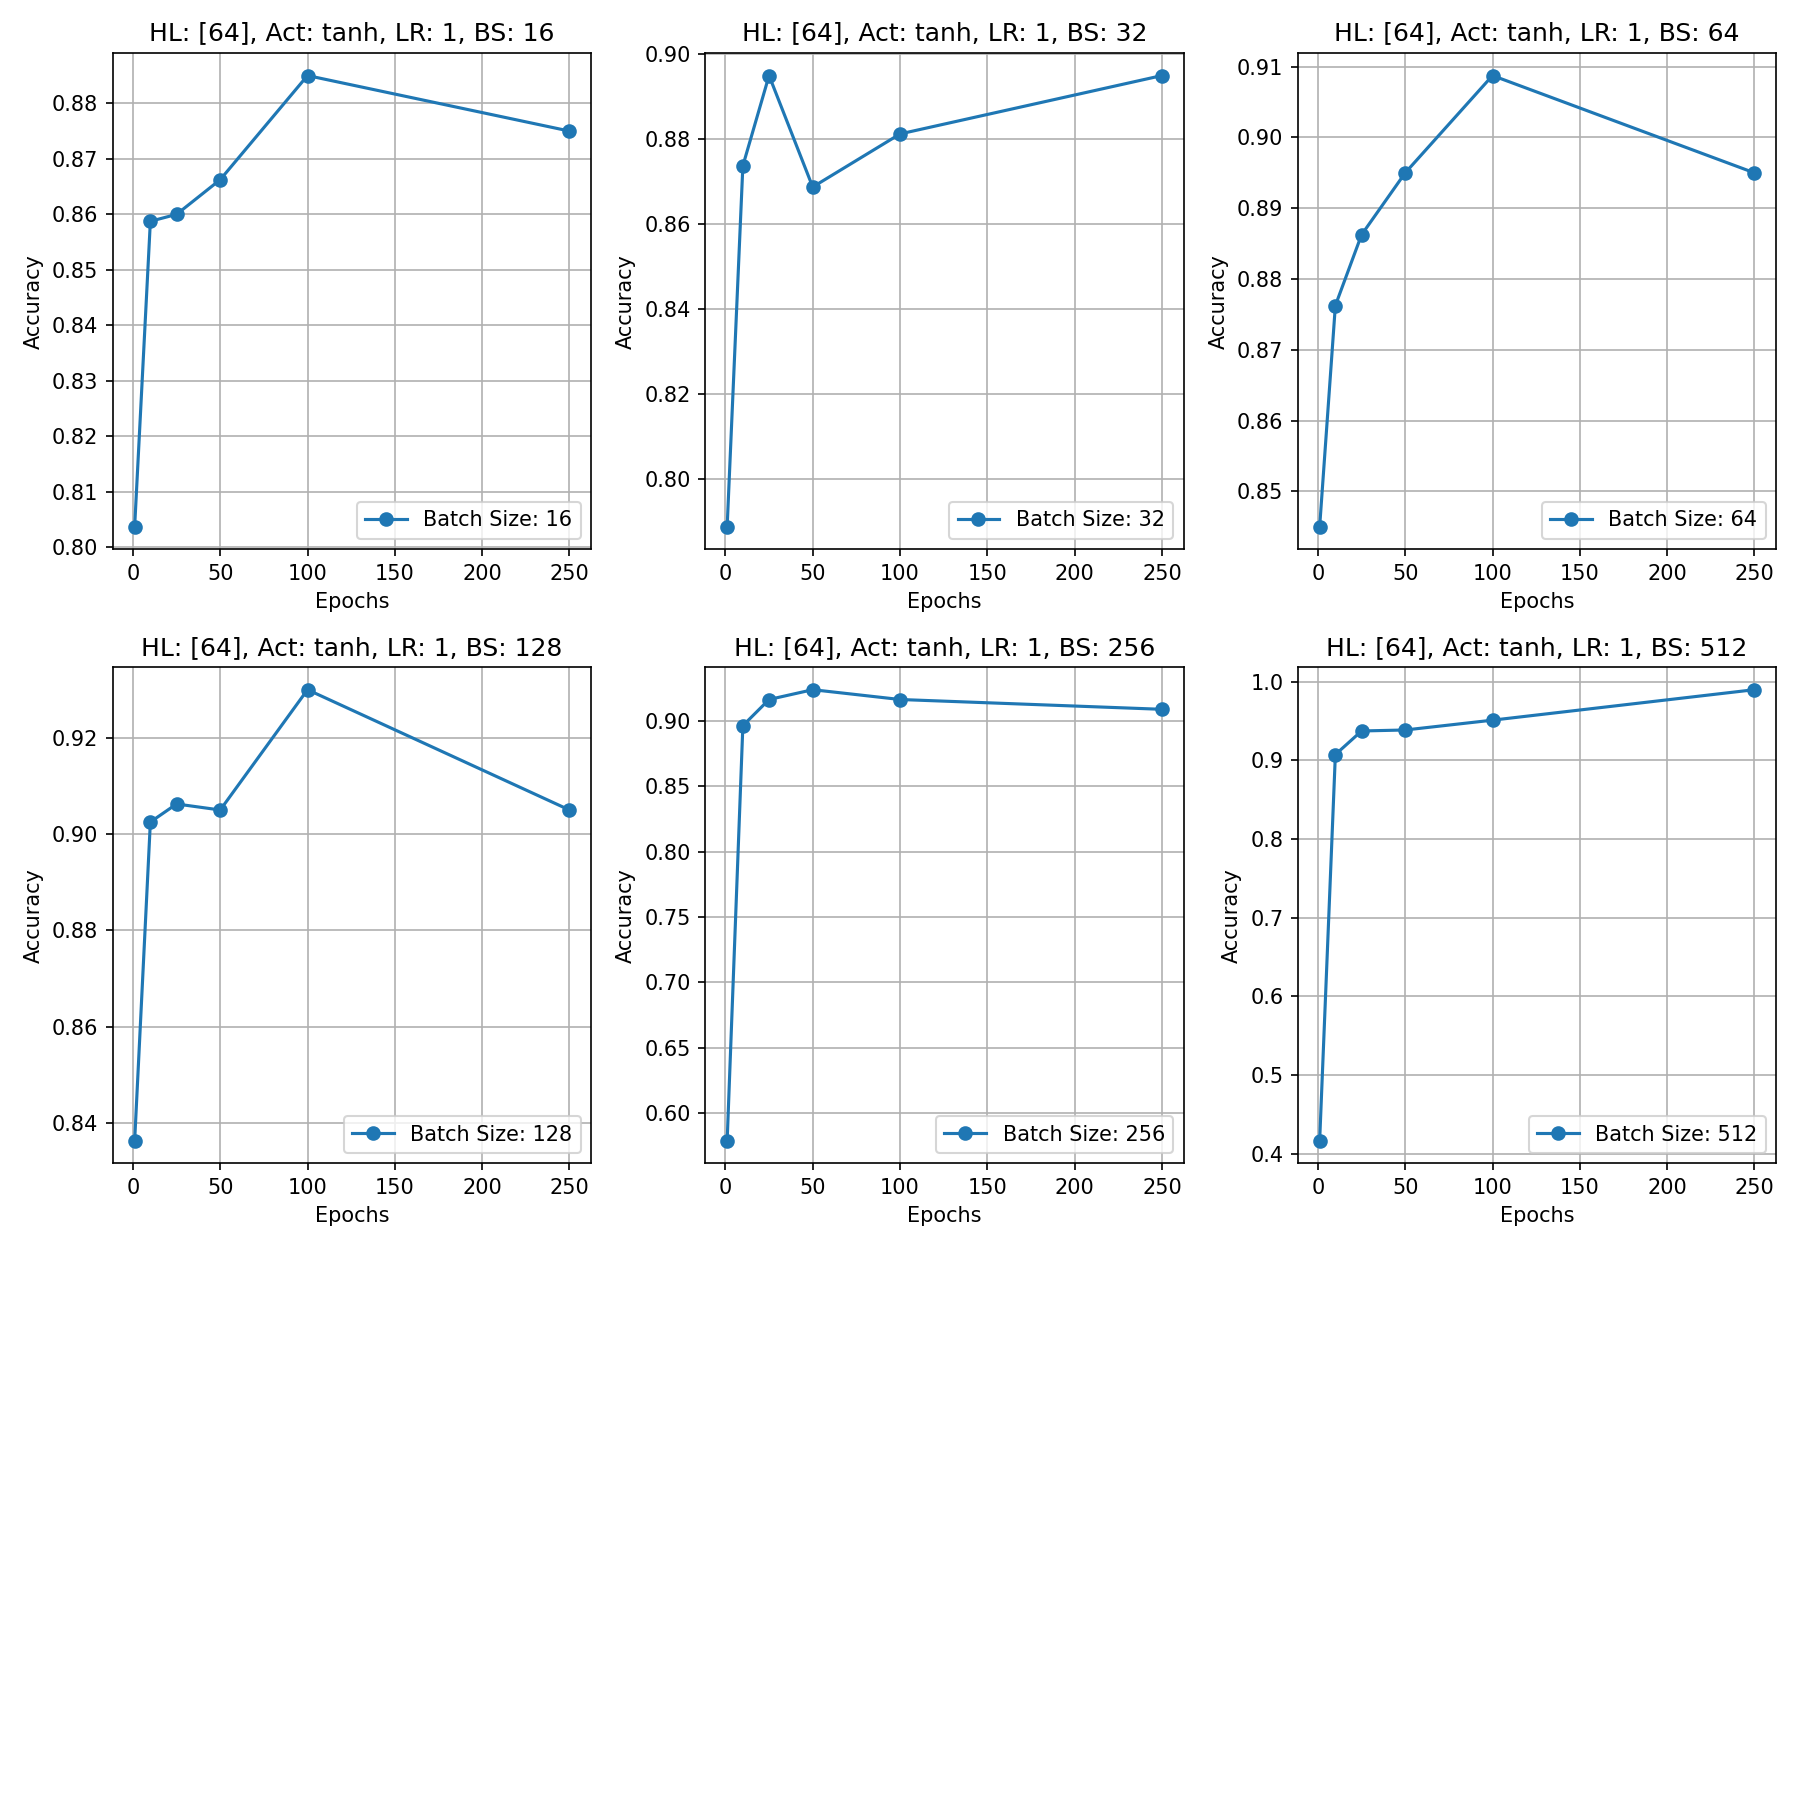 HL: [64], Act: tanh, LR: 1, BS: 16
0.88
0.87
0.86
0.85
0.84
0.83
0.82
0.81
0.80
Accuracy
Batch Size: 16
0 50 100 150 200 250
Epochs
HL: [64], Act: tanh, LR: 1, BS: 32
0.90
0.88
0.86
0.84
0.82
0.80
Accuracy
Batch Size: 32
0 50 100 150 200 250
Epochs
HL: [64], Act: tanh, LR: 1, BS: 64
0.91
0.90
0.89
0.88
0.87
0.86
0.85
Accuracy
Batch Size: 64
0 50 100 150 200 250
Epochs
HL: [64], Act: tanh, LR: 1, BS: 128
0.92
0.90
0.88
0.86
0.84
Accuracy
Batch Size: 128
0 50 100 150 200 250
Epochs
HL: [64], Act: tanh, LR: 1, BS: 256
0.90
0.85
0.80
0.75
0.70
0.65
0.60
Accuracy
Batch Size: 256
0 50 100 150 200 250
Epochs
HL: [64], Act: tanh, LR: 1, BS: 512
1.0
0.9
0.8
0.7
0.6
0.5
0.4
Accuracy
Batch Size: 512
0 50 100 150 200 250
Epochs